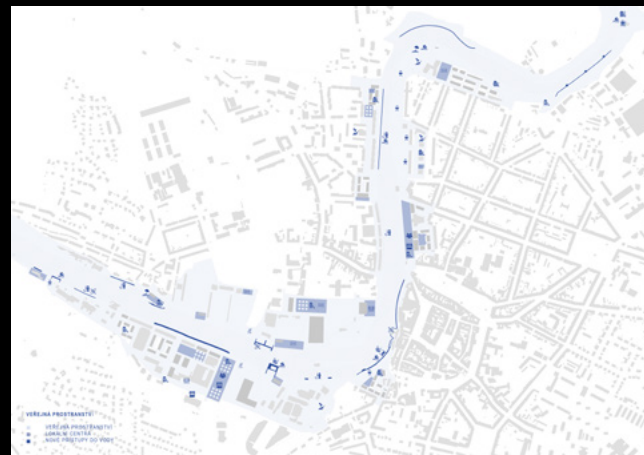 VEŘEJNÁ PROSTRANSTVÍ
VEŘEJNÁ PROSTRANSTVÍ
LOKÁLNÍ CENTRA
NOVÉ PŘÍSTUPY DO VODY